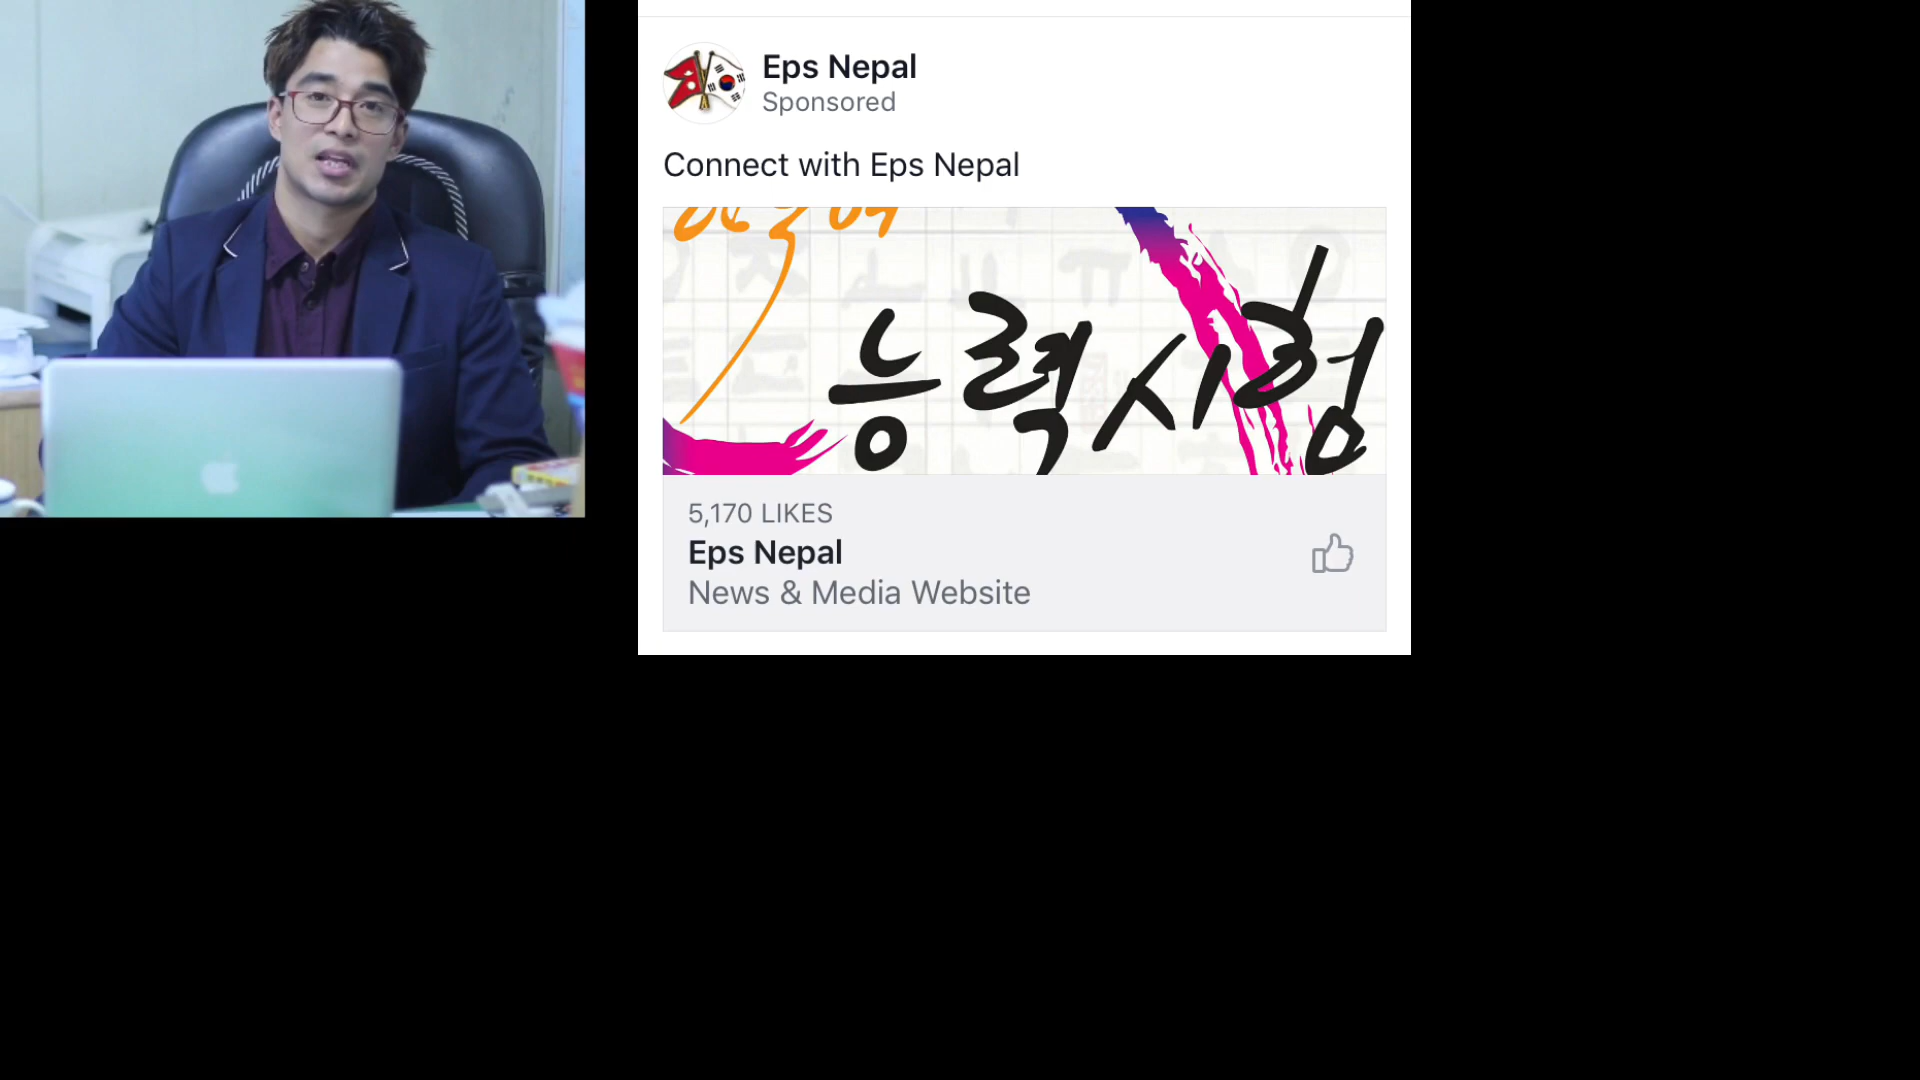 Eps Nepal
Sponsored
Connect with Eps Nepal
능력시험
5,170 LIKES
Eps Nepal
News & Media Website